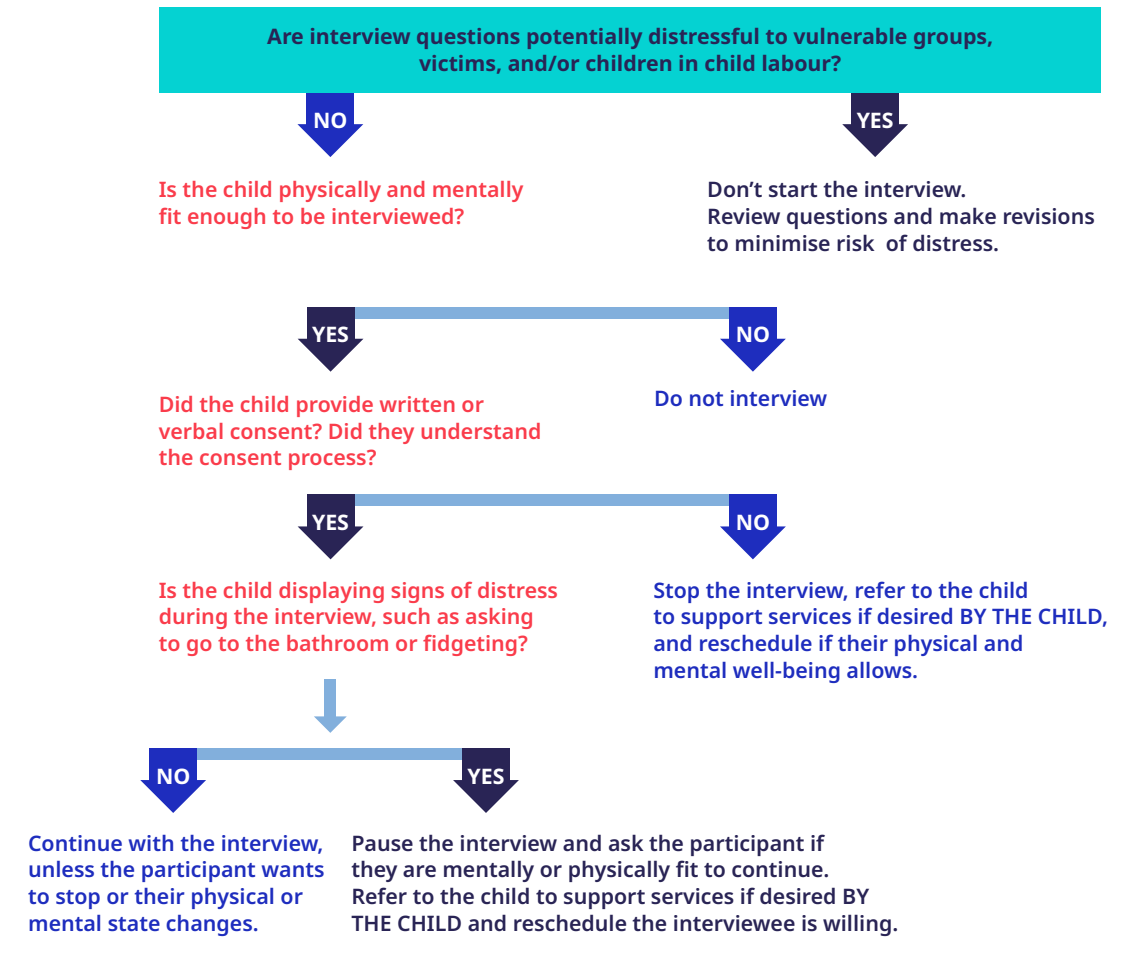 Are interview questions potentially distressful to vulnerable groups,
victims, and/or children in child labour?
NO
YES
Is the child physically and mentally
fit enough to be interviewed?
Don’t start the interview.
Review questions and make revisions
to minimise risk  of distress.
YES
NO
Did the child provide written or
verbal consent? Did they understand
the consent process?
Do not interview
YES
NO
Is the child displaying signs of distress
during the interview, such as asking
to go to the bathroom or fidgeting?
Stop the interview, refer to the child
to support services if desired BY THE CHILD,
and reschedule if their physical and
mental well-being allows.
NO
YES
Continue with the interview,
unless the participant wants
to stop or their physical or
mental state changes.
Pause the interview and ask the participant if
they are mentally or physically fit to continue.
Refer to the child to support services if desired BY
THE CHILD and reschedule the interviewee is willing.